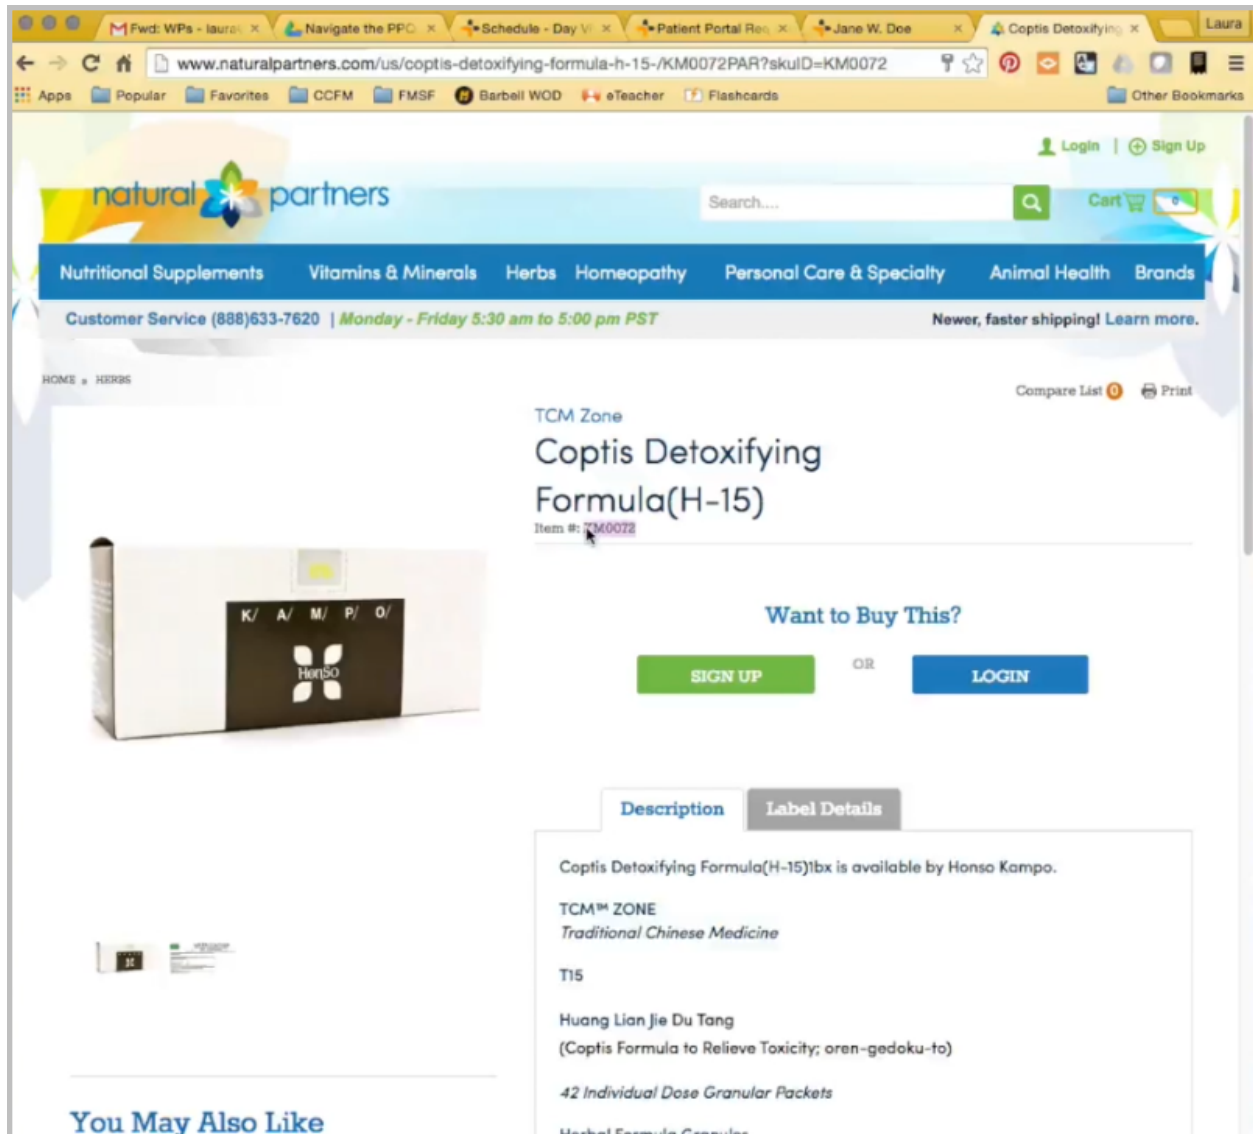 Fwd: WPs - laura
Navigate the PPO
Schedule - Day Vi
Patient Portal Req
Jane W. Doe
Coptis Detoxifying
Laura
www.naturalpartners.com/us/coptis-detoxifying-formula-h-15-/KM0072PAR?skuID=KM0072
Apps Popular Favorites CCFM FMSF Barbell WOD eTeacher Flashcards Other Bookmarks
Login | Sign Up
natural partners
Search....
Cart 0
Nutritional Supplements Vitamins & Minerals Herbs Homeopathy Personal Care & Specialty Animal Health Brands
Customer Service (888)633-7620 | Monday - Friday 5:30 am to 5:00 pm PST Newer, faster shipping! Learn more.
HOME » HERBS
Compare List 0 Print
TCM Zone
Coptis Detoxifying
Formula(H-15)
Item #: KM0072
K/ A/ M/ P/ O/
HonSo
Want to Buy This?
SIGN UP OR LOGIN
Description Label Details
Coptis Detoxifying Formula(H-15)1bx is available by Honso Kampo.
TCM™ ZONE
Traditional Chinese Medicine
T15
Huang Lian Jie Du Tang
(Coptis Formula to Relieve Toxicity; oren-gedoku-to)
42 Individual Dose Granular Packets
Herbal Formula Granules
You May Also Like